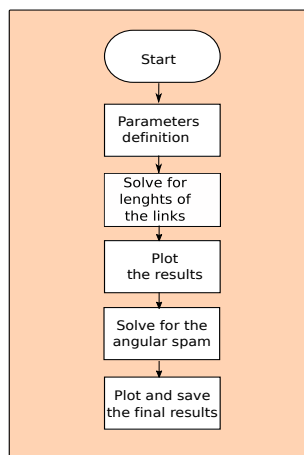 Start
Parameters
definition
Solve for
lenghts of
the links
Plot
the results
Solve for the
angular spam
Plot and save
the final results